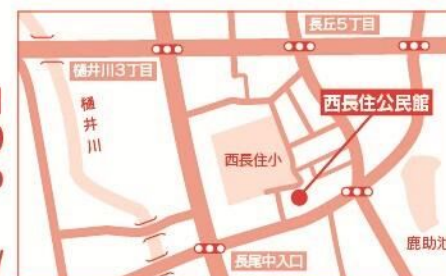 長丘5丁目
樋井川3丁目
樋井川
西長住公民館
西長住小
鹿助池
長尾中入口